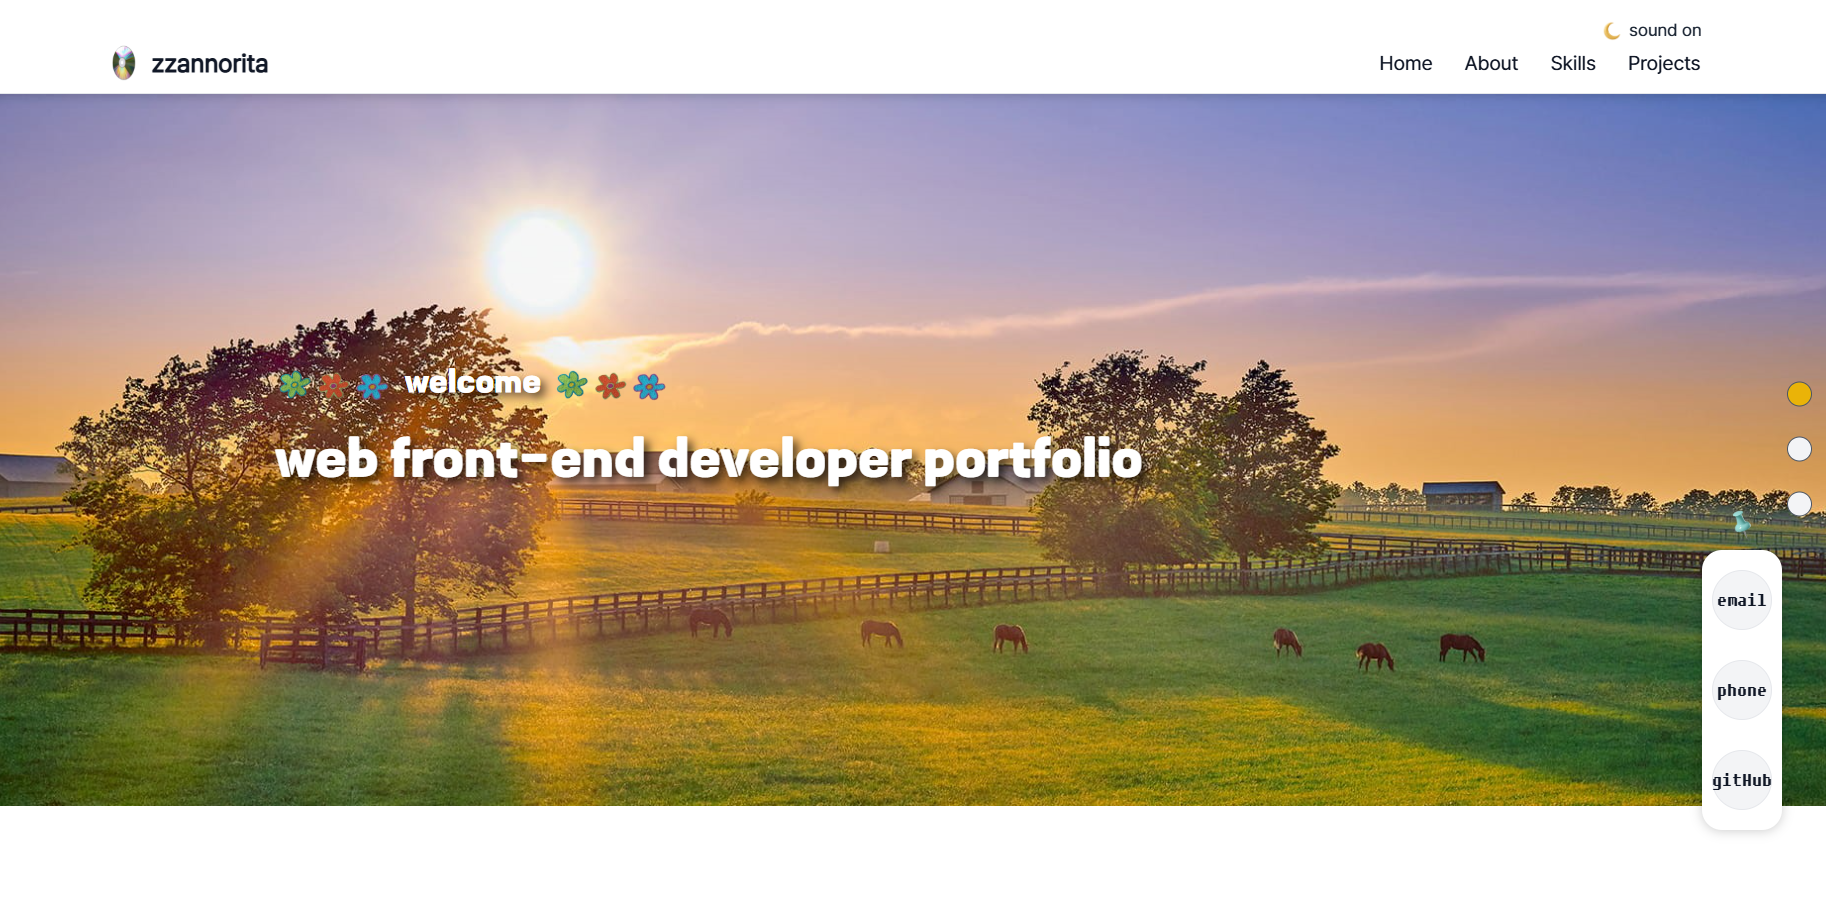 sound on
zzannorita
Home About Skills Projects
welcome
web front-end developer portfolio
email
phone
gitHub